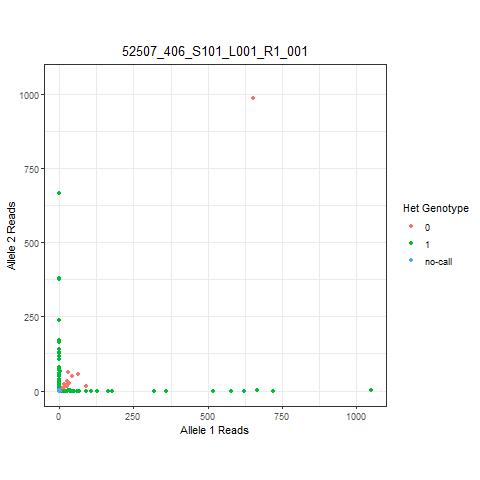 52507_406_S101_L001_R1_001
1000
750
500
250
0
Allele 2 Reads
0 250 500 750 1000
Allele 1 Reads
Het Genotype
0
1
no-call